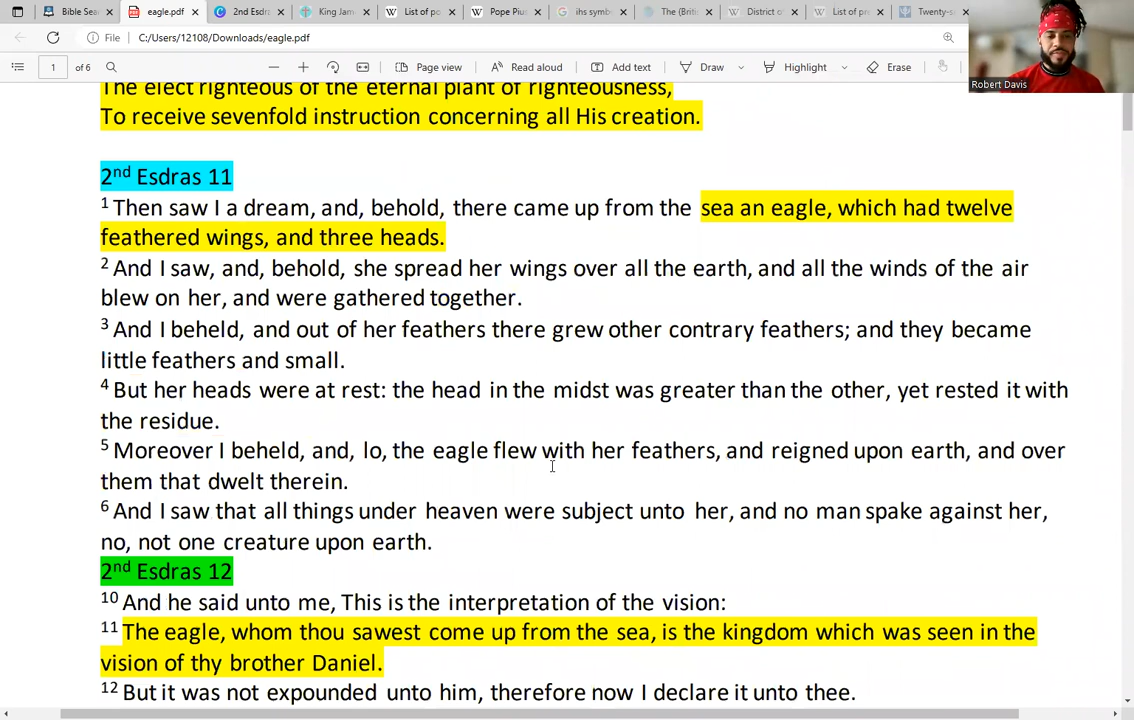 Bible Sea
eagle.pdf
2nd Esdra
King Jam
List of po
Pope Piu
ihs symb
The (Briti
District o
List of pre
Twenty-s
File
C:/Users/12108/Downloads/eagle.pdf
1 of 6
Page view
Read aloud
Add text
Draw
Highlight
Erase
Robert Davis
The elect righteous of the eternal plant of righteousness,
To receive sevenfold instruction concerning all His creation.
2nd Esdras 11
1 Then saw I a dream, and, behold, there came up from the sea an eagle, which had twelve
feathered wings, and three heads.
2 And I saw, and, behold, she spread her wings over all the earth, and all the winds of the air
blew on her, and were gathered together.
3 And I beheld, and out of her feathers there grew other contrary feathers; and they became
little feathers and small.
4 But her heads were at rest: the head in the midst was greater than the other, yet rested it with
the residue.
5 Moreover I beheld, and, lo, the eagle flew with her feathers, and reigned upon earth, and over
them that dwelt therein.
6 And I saw that all things under heaven were subject unto her, and no man spake against her,
no, not one creature upon earth.
2nd Esdras 12
10 And he said unto me, This is the interpretation of the vision:
11 The eagle, whom thou sawest come up from the sea, is the kingdom which was seen in the
vision of thy brother Daniel.
12 But it was not expounded unto him, therefore now I declare it unto thee.